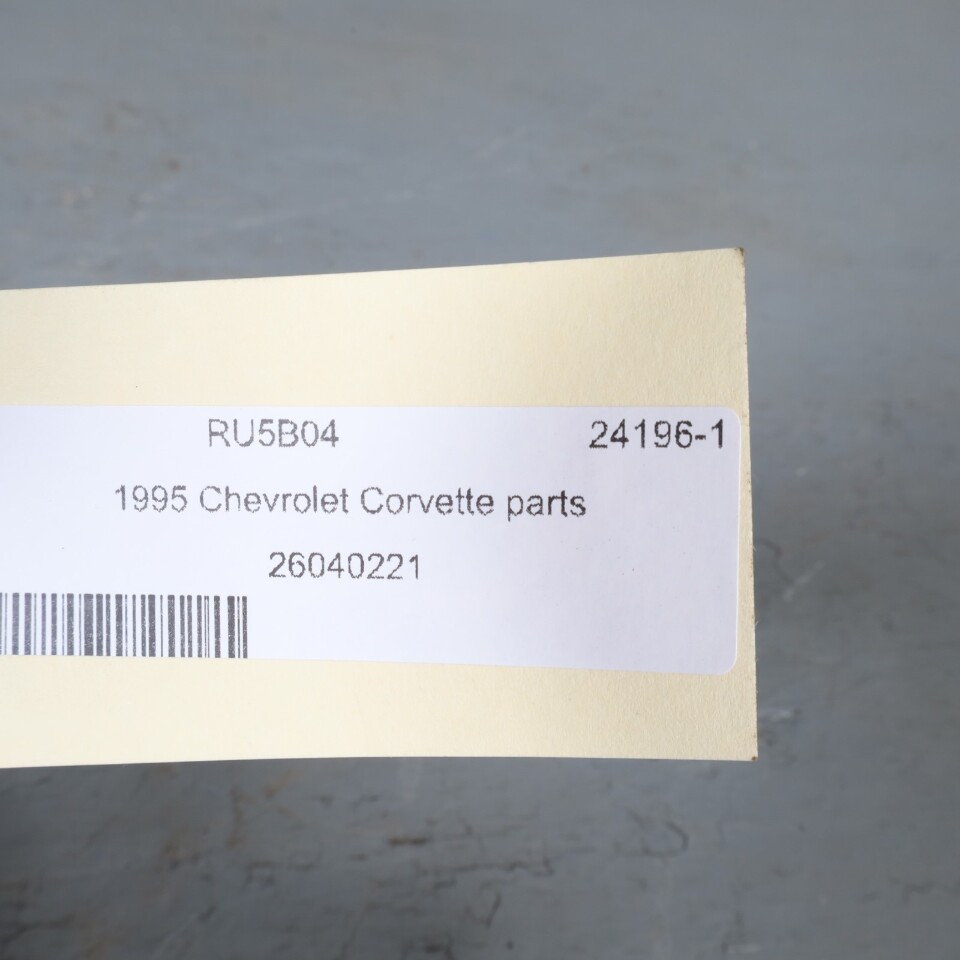 RU5B04 24196-1
1995 Chevrolet Corvette parts
26040221